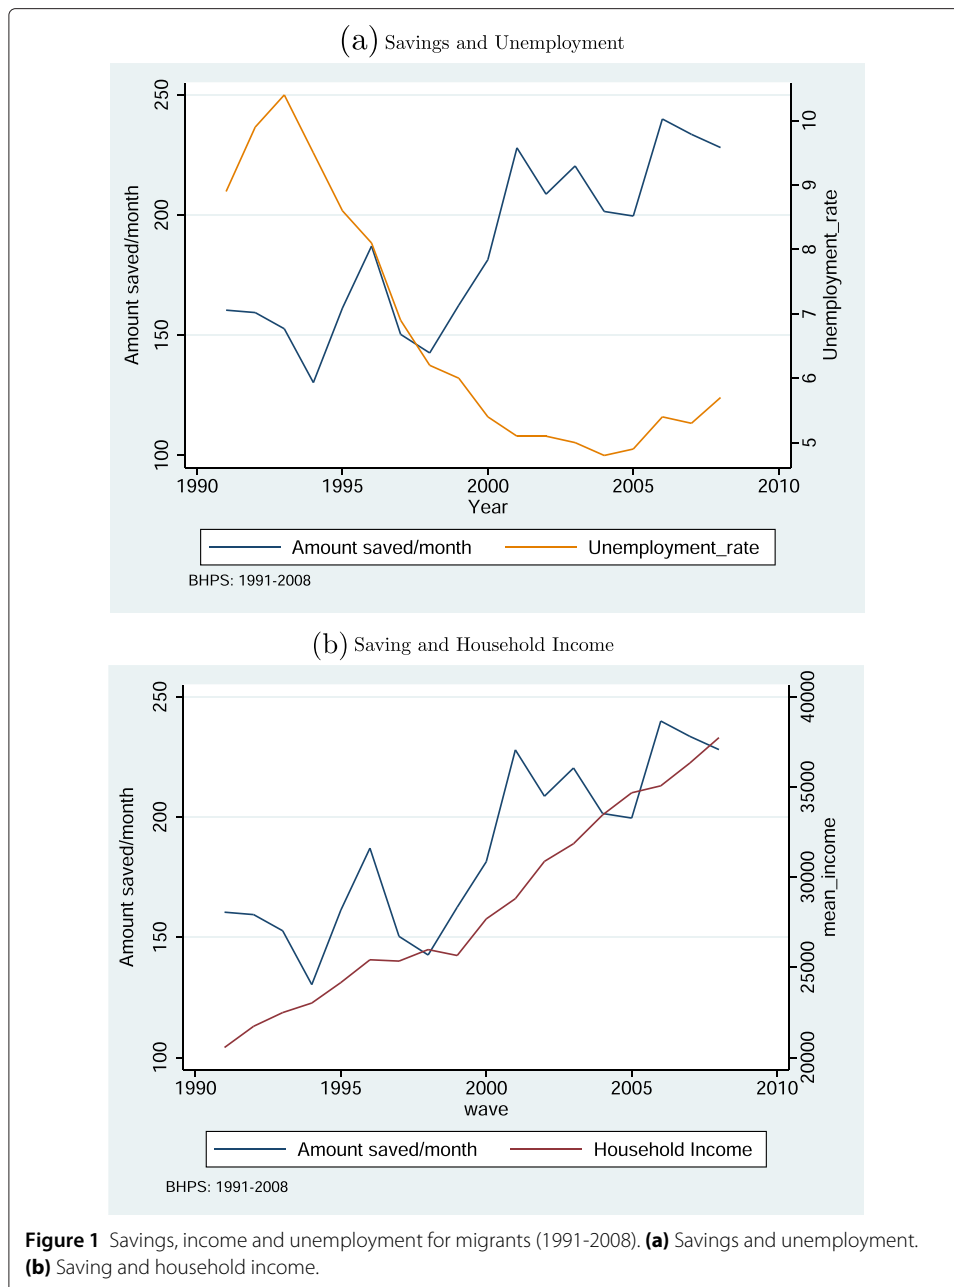 (a) Savings and Unemployment
Amount saved/month
250
200
150
100
Unemployment_rate
10
9
8
7
6
5
1990 1995 2000 2005 2010
Year
Amount saved/month Unemployment_rate
BHPS: 1991-2008
(b) Saving and Household Income
Amount saved/month
250
200
150
100
mean_income
40000
35000
30000
25000
20000
1990 1995 2000 2005 2010
wave
Amount saved/month Household Income
BHPS: 1991-2008
Figure 1 Savings, income and unemployment for migrants (1991-2008). (a) Savings and unemployment.
(b) Saving and household income.